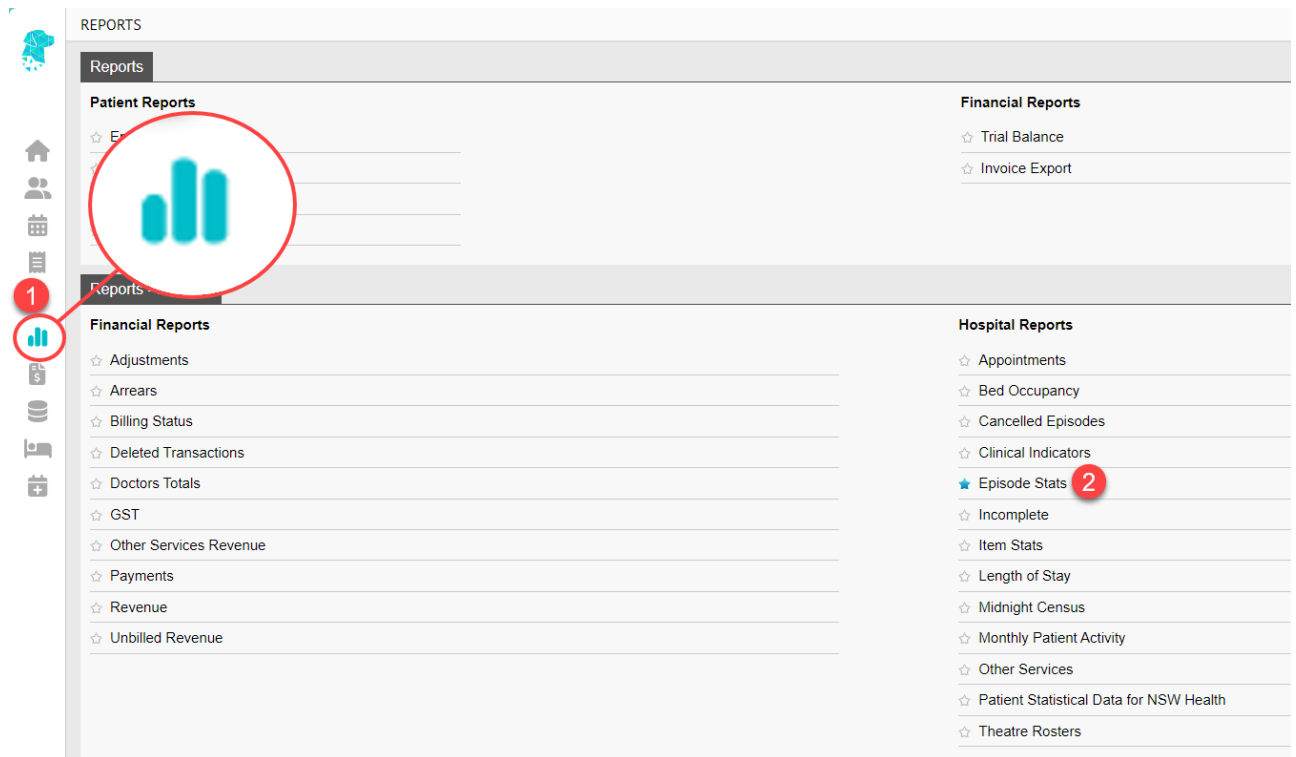 REPORTS
Reports
Patient Reports
Financial Reports
Trial Balance
Invoice Export
1
Reports
Financial Reports
Adjustments
Arrears
Billing Status
Deleted Transactions
Doctors Totals
GST
Other Services Revenue
Payments
Revenue
Unbilled Revenue
Hospital Reports
Appointments
Bed Occupancy
Cancelled Episodes
Clinical Indicators
Episode Stats 2
Incomplete
Item Stats
Length of Stay
Midnight Census
Monthly Patient Activity
Other Services
Patient Statistical Data for NSW Health
Theatre Rosters